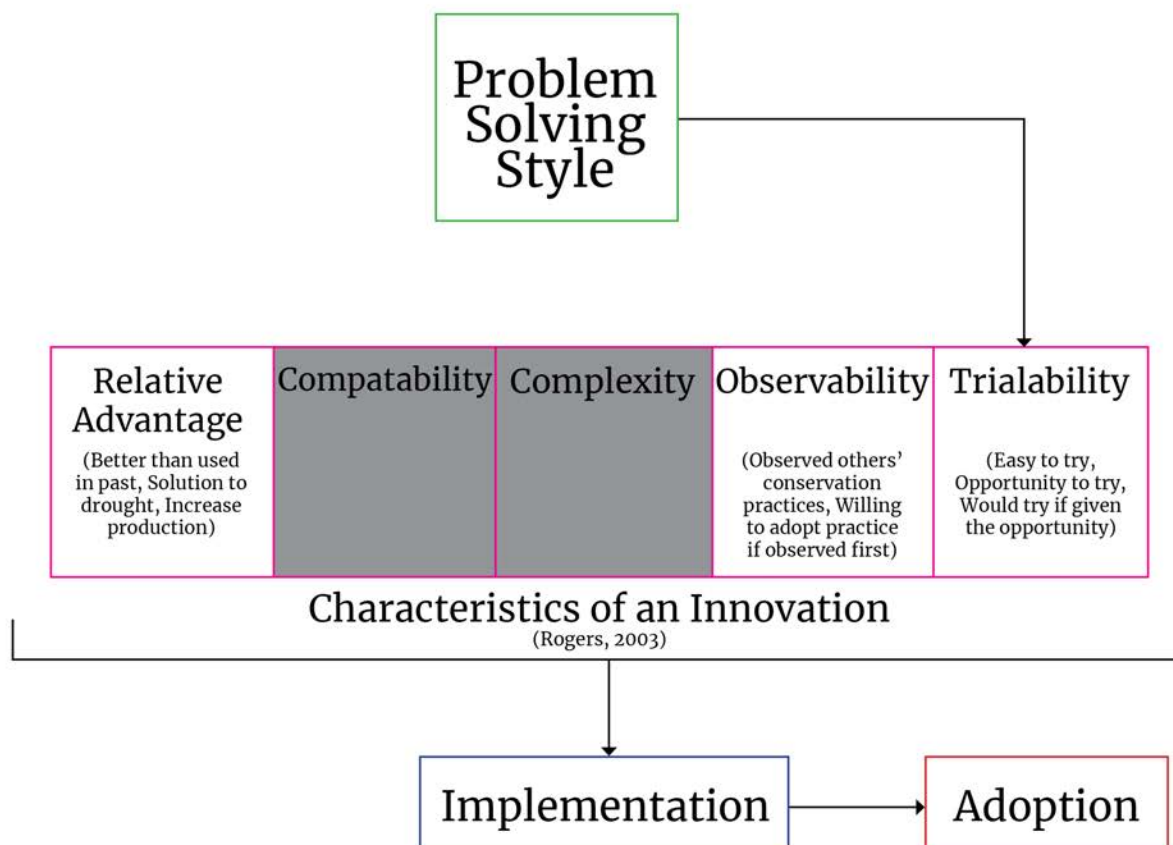 Problem
Solving
Style
Relative
Advantage
(Better than used
in past, Solution to
drought, Increase
production)
Compatability
Complexity
Observability
(Observed others’
conservation
practices, Willing
to adopt practice
if observed first)
Trialability
(Easy to try,
Opportunity to try,
Would try if given
the opportunity)
Characteristics of an Innovation
(Rogers, 2003)
Implementation
Adoption